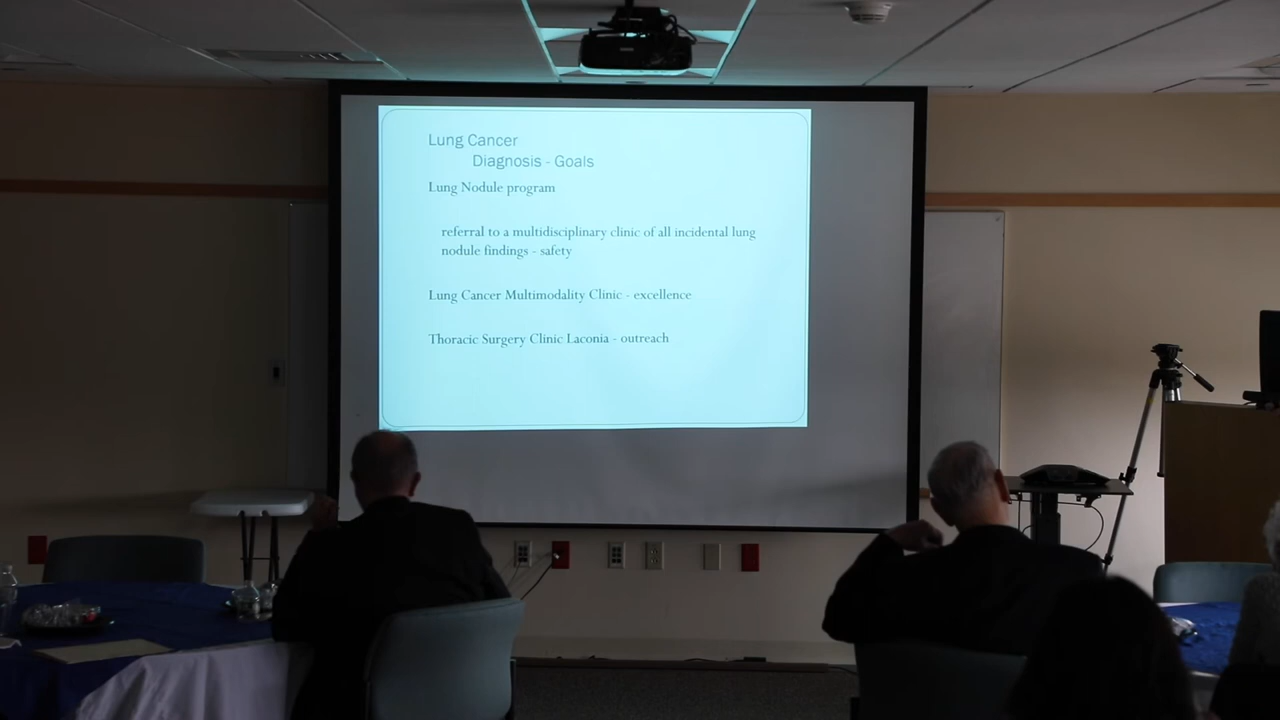 Lung Cancer
Diagnosis - Goals
Lung Nodule program
referral to a multidisciplinary clinic of all incidental lung
nodule findings - safety
Lung Cancer Multimodality Clinic - excellence
Thoracic Surgery Clinic Laconia - outreach